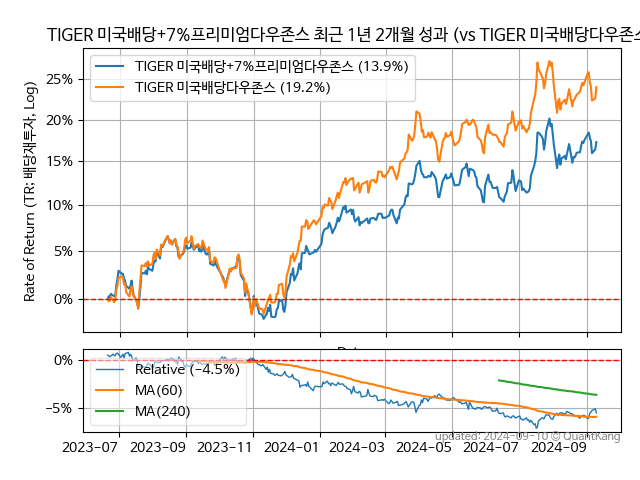 TIGER 미국배당+7%프리미엄다우존스 최근 1년 2개월 성과 (vs TIGER 미국배당다우존스
TIGER 미국배당+7%프리미엄다우존스 (13.9%)
TIGER 미국배당다우존스 (19.2%)
Rate of Return (TR: 배당재투자, Log)
25%
20%
15%
10%
5%
0%
0%
−5%
Relative (−4.5%)
MA(60)
MA(240)
updated: 2024-09-10 © QuantKang
2023-07 2023-09 2023-11 2024-01 2024-03 2024-05 2024-07 2024-09